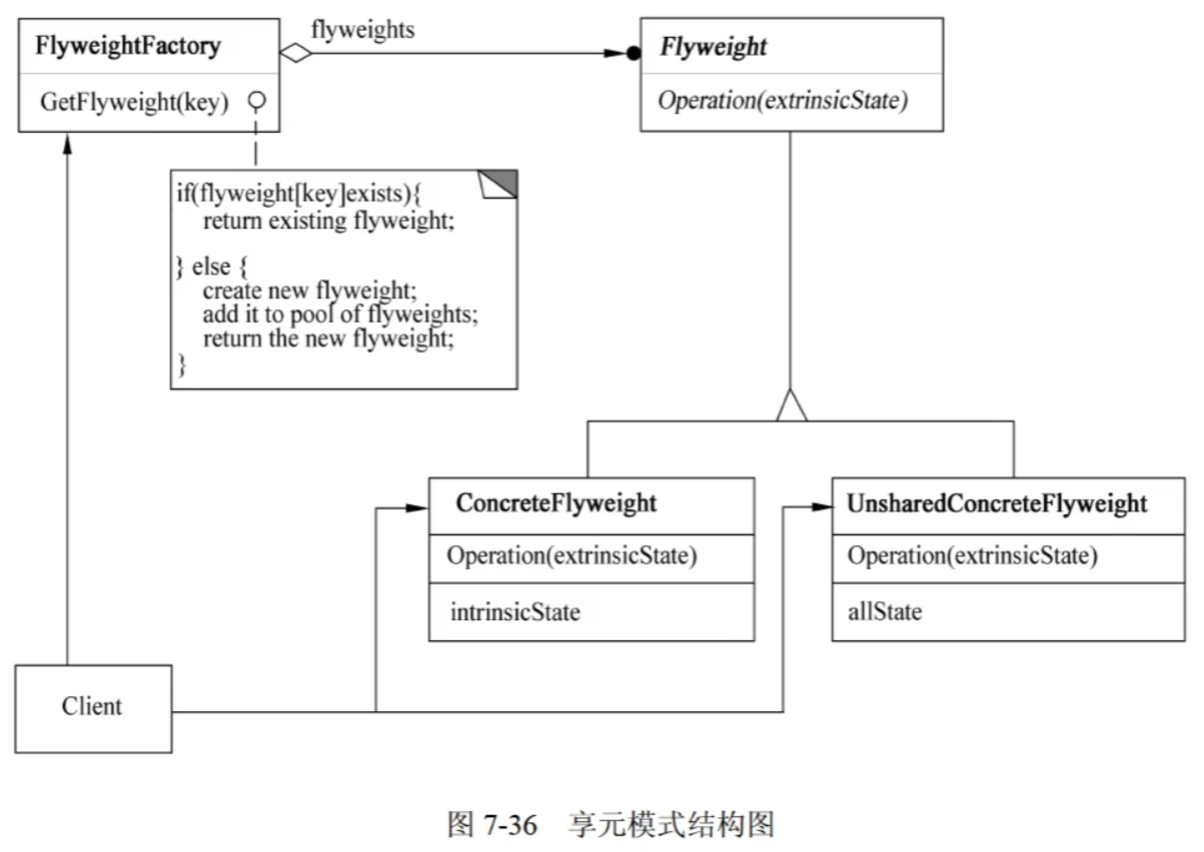 flyweights
FlyweightFactory
GetFlyweight(key)
Flyweight
Operation(extrinsicState)
if(flyweight[key]exists){
return existing flyweight;
} else {
create new flyweight;
add it to pool of flyweights;
return the new flyweight;
}
ConcreteFlyweight
Operation(extrinsicState)
intrinsicState
UnsharedConcreteFlyweight
Operation(extrinsicState)
allState
Client
图 7-36 享元模式结构图